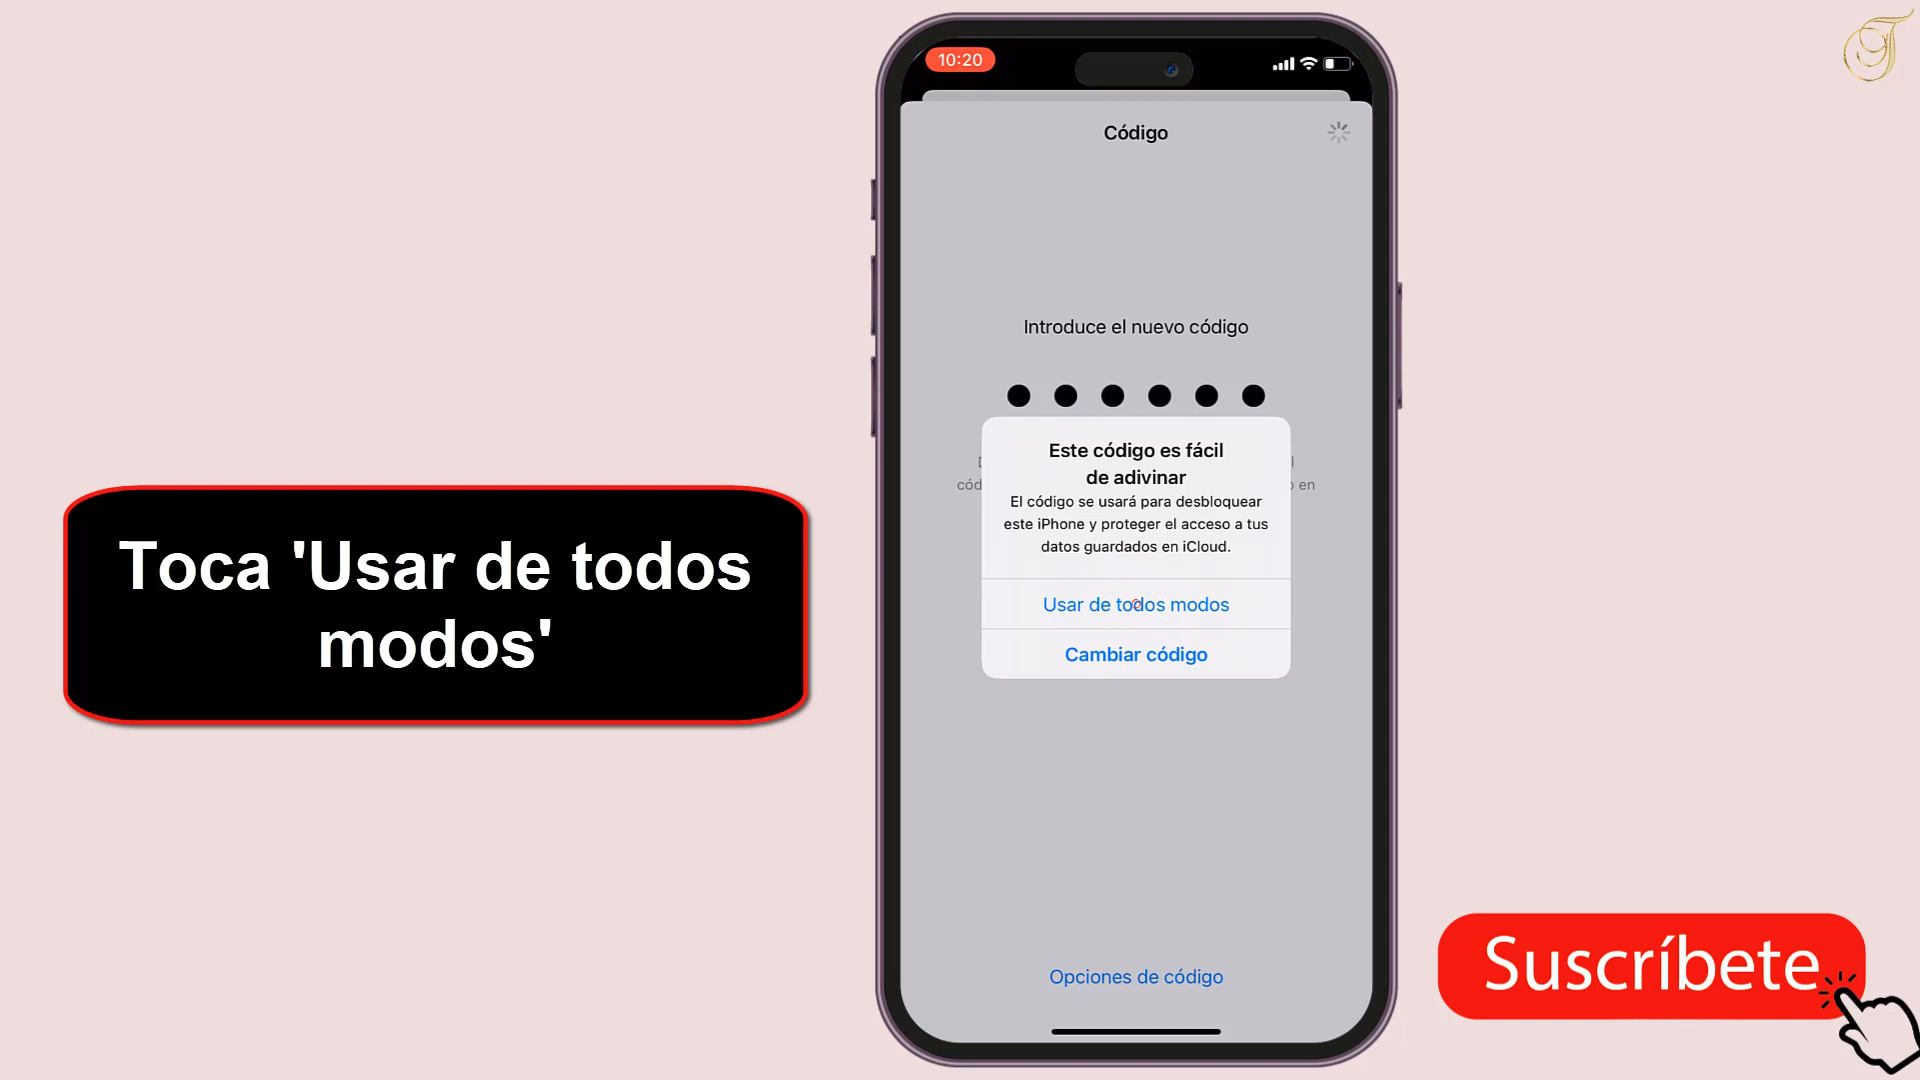 10:20
Código
Introduce el nuevo código
cód
en
Este código es fácil
de adivinar
El código se usará para desbloquear
este iPhone y proteger el acceso a tus
datos guardados en iCloud.
Usar de todos modos
Cambiar código
Opciones de código
Toca 'Usar de todos
modos'
Suscríbete